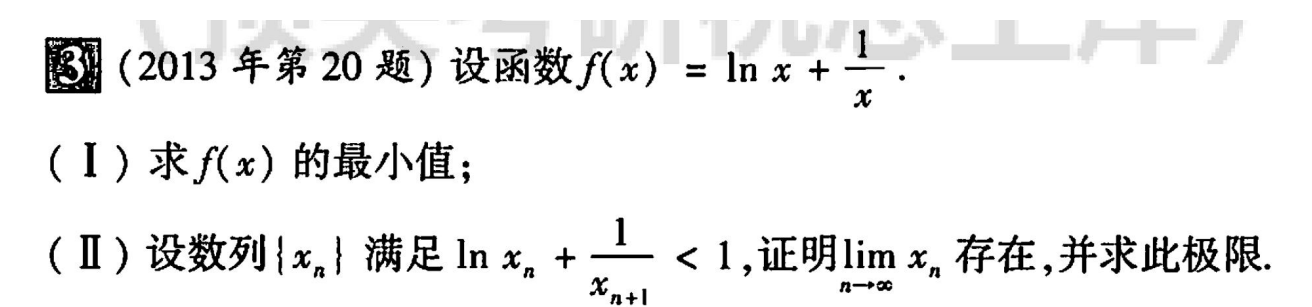 3 (2013 年第 20 题) 设函数 f(x) = ln x + 1/x .
( Ⅰ ) 求 f(x) 的最小值;
( Ⅱ ) 设数列{xₙ} 满足 ln xₙ + 1/xₙ₊₁ < 1,证明 lim_{n→∞} xₙ 存在,并求此极限.